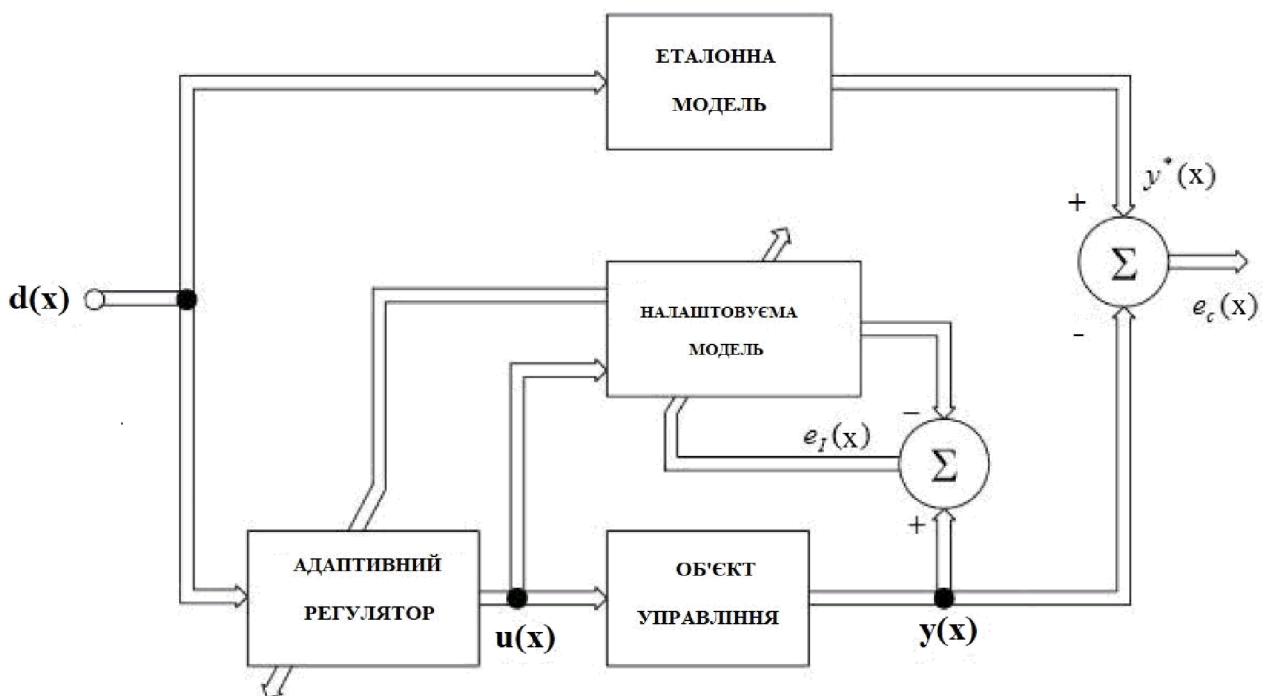 ЕТАЛОННА
МОДЕЛЬ
y*(x)
+
Σ
d(x)
e_c(x)
НАЛАШТОВУЄМА
МОДЕЛЬ
-
−
e_I(x)
Σ
+
АДАПТИВНИЙ
РЕГУЛЯТОР
ОБ'ЄКТ
УПРАВЛІННЯ
u(x)
y(x)